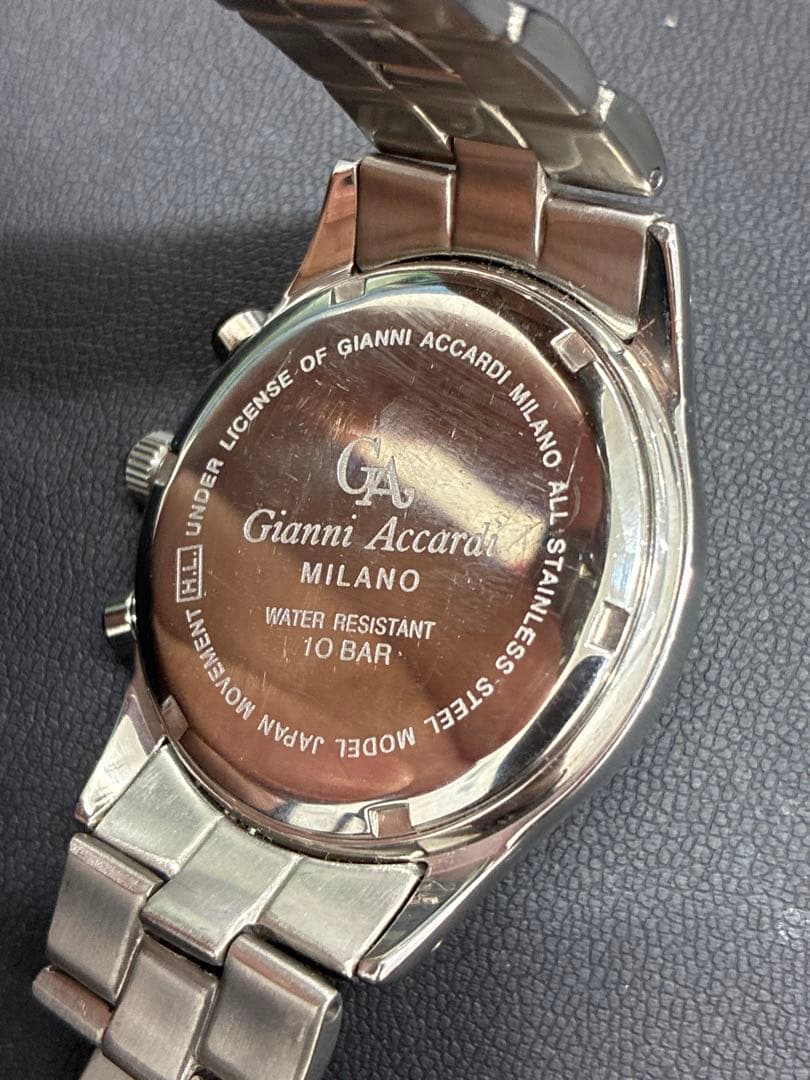 GA
Gianni Accardi
MILANO
WATER RESISTANT
10 BAR
UNDER LICENSE OF GIANNI ACCARDI MILANO ALL STAINLESS STEEL MODEL JAPAN MOVEMENT H.L.